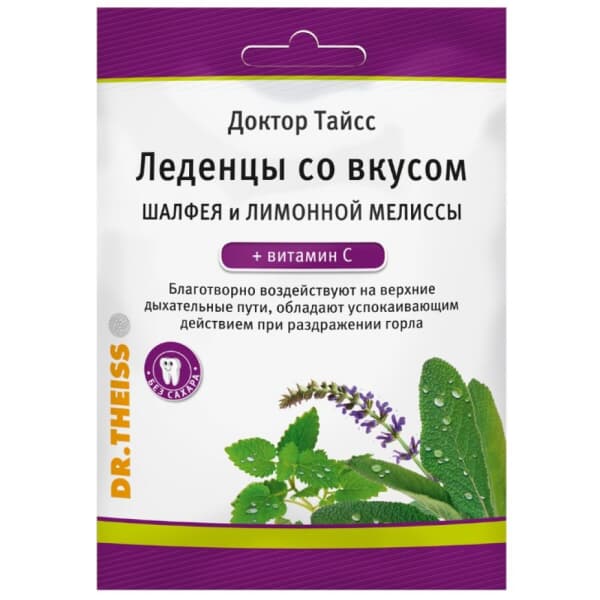 Доктор Тайсс
Леденцы со вкусом
ШАЛФЕЯ и ЛИМОННОЙ МЕЛИССЫ
+ витамин С
Благотворно воздействуют на верхние
дыхательные пути, обладают успокаивающим
действием при раздражении горла
БЕЗ САХАРА
DR.THEISS